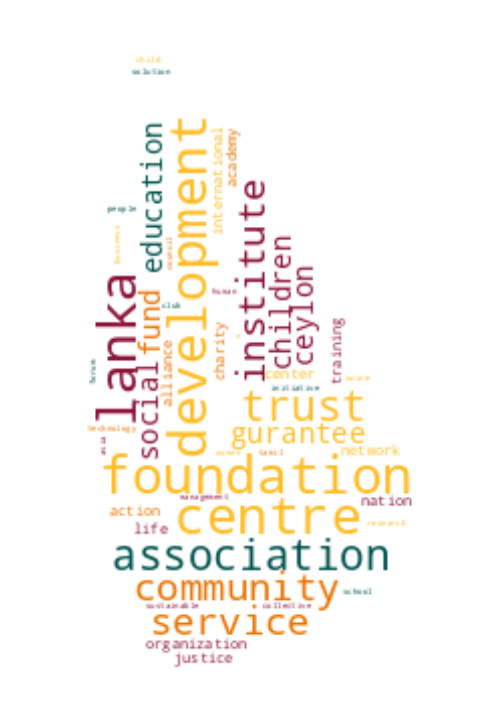 child
solution
development
education
international
academy
institute
people
business
council
children
ceylon
human
lanka
fund
social
club
alliance
charity
training
forum
center
initiative
trust
technology
asia
gurantee
women
tamil
network
foundation
management
centre
nation
action
life
research
association
community
school
sustainable
collective
service
organization
justice